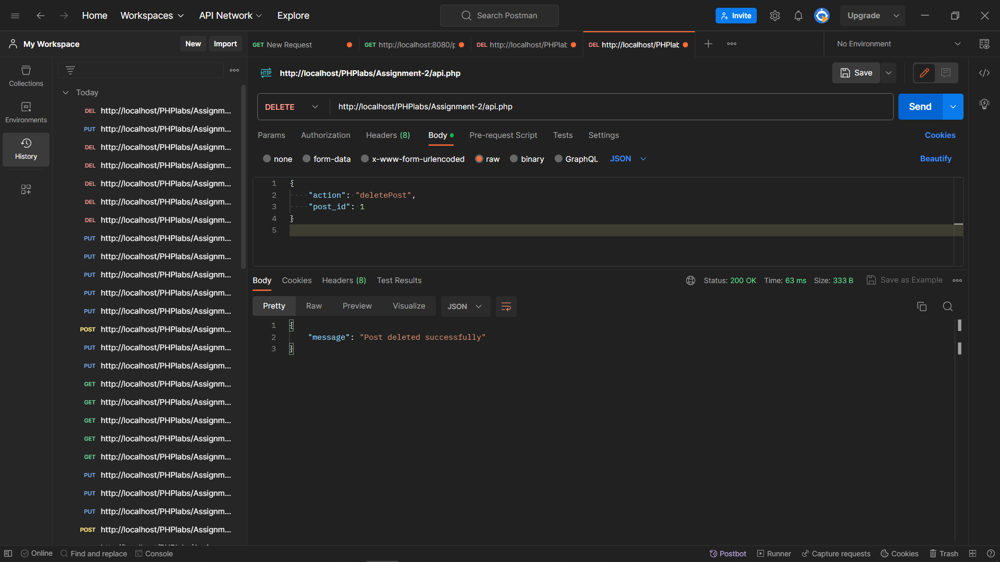 Home Workspaces API Network Explore Search Postman Invite Upgrade
My Workspace New Import GET New Request GET http://localhost:8080/p DEL http://localhost/PHPlab DEL http://localhost/PHPlab No Environment
Collections
Environments
History
Today
DEL http://localhost/PHPlabs/Assignm...
PUT http://localhost/PHPlabs/Assignm...
DEL http://localhost/PHPlabs/Assignm...
DEL http://localhost/PHPlabs/Assignm...
DEL http://localhost/PHPlabs/Assignm...
DEL http://localhost/PHPlabs/Assignm...
DEL http://localhost/PHPlabs/Assignm...
PUT http://localhost/PHPlabs/Assignm...
PUT http://localhost/PHPlabs/Assignm...
PUT http://localhost/PHPlabs/Assignm...
PUT http://localhost/PHPlabs/Assignm...
PUT http://localhost/PHPlabs/Assignm...
POST http://localhost/PHPlabs/Assignm...
PUT http://localhost/PHPlabs/Assignm...
PUT http://localhost/PHPlabs/Assignm...
GET http://localhost/PHPlabs/Assignm...
GET http://localhost/PHPlabs/Assignm...
GET http://localhost/PHPlabs/Assignm...
GET http://localhost/PHPlabs/Assignm...
GET http://localhost/PHPlabs/Assignm...
PUT http://localhost/PHPlabs/Assignm...
PUT http://localhost/PHPlabs/Assignm...
PUT http://localhost/PHPlabs/Assignm...
POST http://localhost/PHPlabs/Assignm...
HTTP http://localhost/PHPlabs/Assignment-2/api.php Save
DELETE http://localhost/PHPlabs/Assignment-2/api.php Send
Params Authorization Headers (8) Body Pre-request Script Tests Settings Cookies
none form-data x-www-form-urlencoded raw binary GraphQL JSON Beautify
1 {
2 "action": "deletePost",
3 "post_id": 1
4 }
5
Body Cookies Headers (8) Test Results Status: 200 OK Time: 63 ms Size: 333 B Save as Example
Pretty Raw Preview Visualize JSON
1 {
2 "message": "Post deleted successfully"
3 }
Online Find and replace Console Postbot Runner Capture requests Cookies Trash